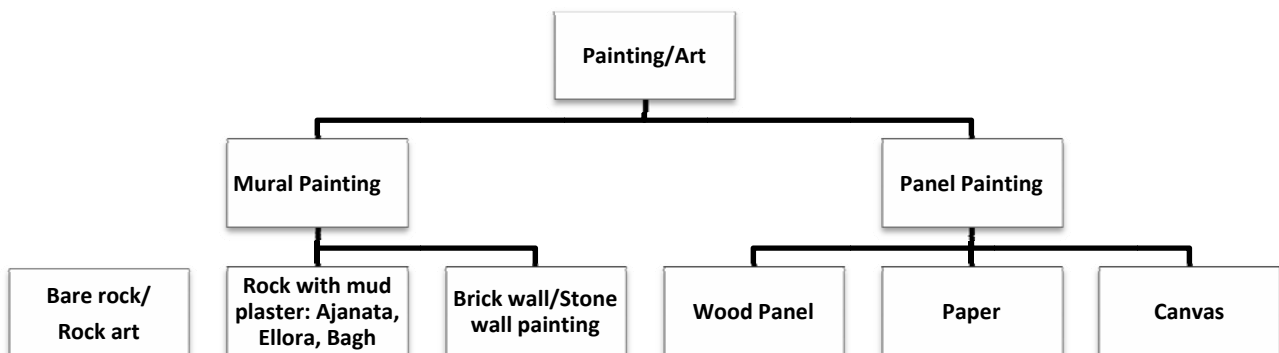 Painting/Art
Mural Painting
Panel Painting
Bare rock/
Rock art
Rock with mud
plaster: Ajanata,
Ellora, Bagh
Brick wall/Stone
wall painting
Wood Panel
Paper
Canvas